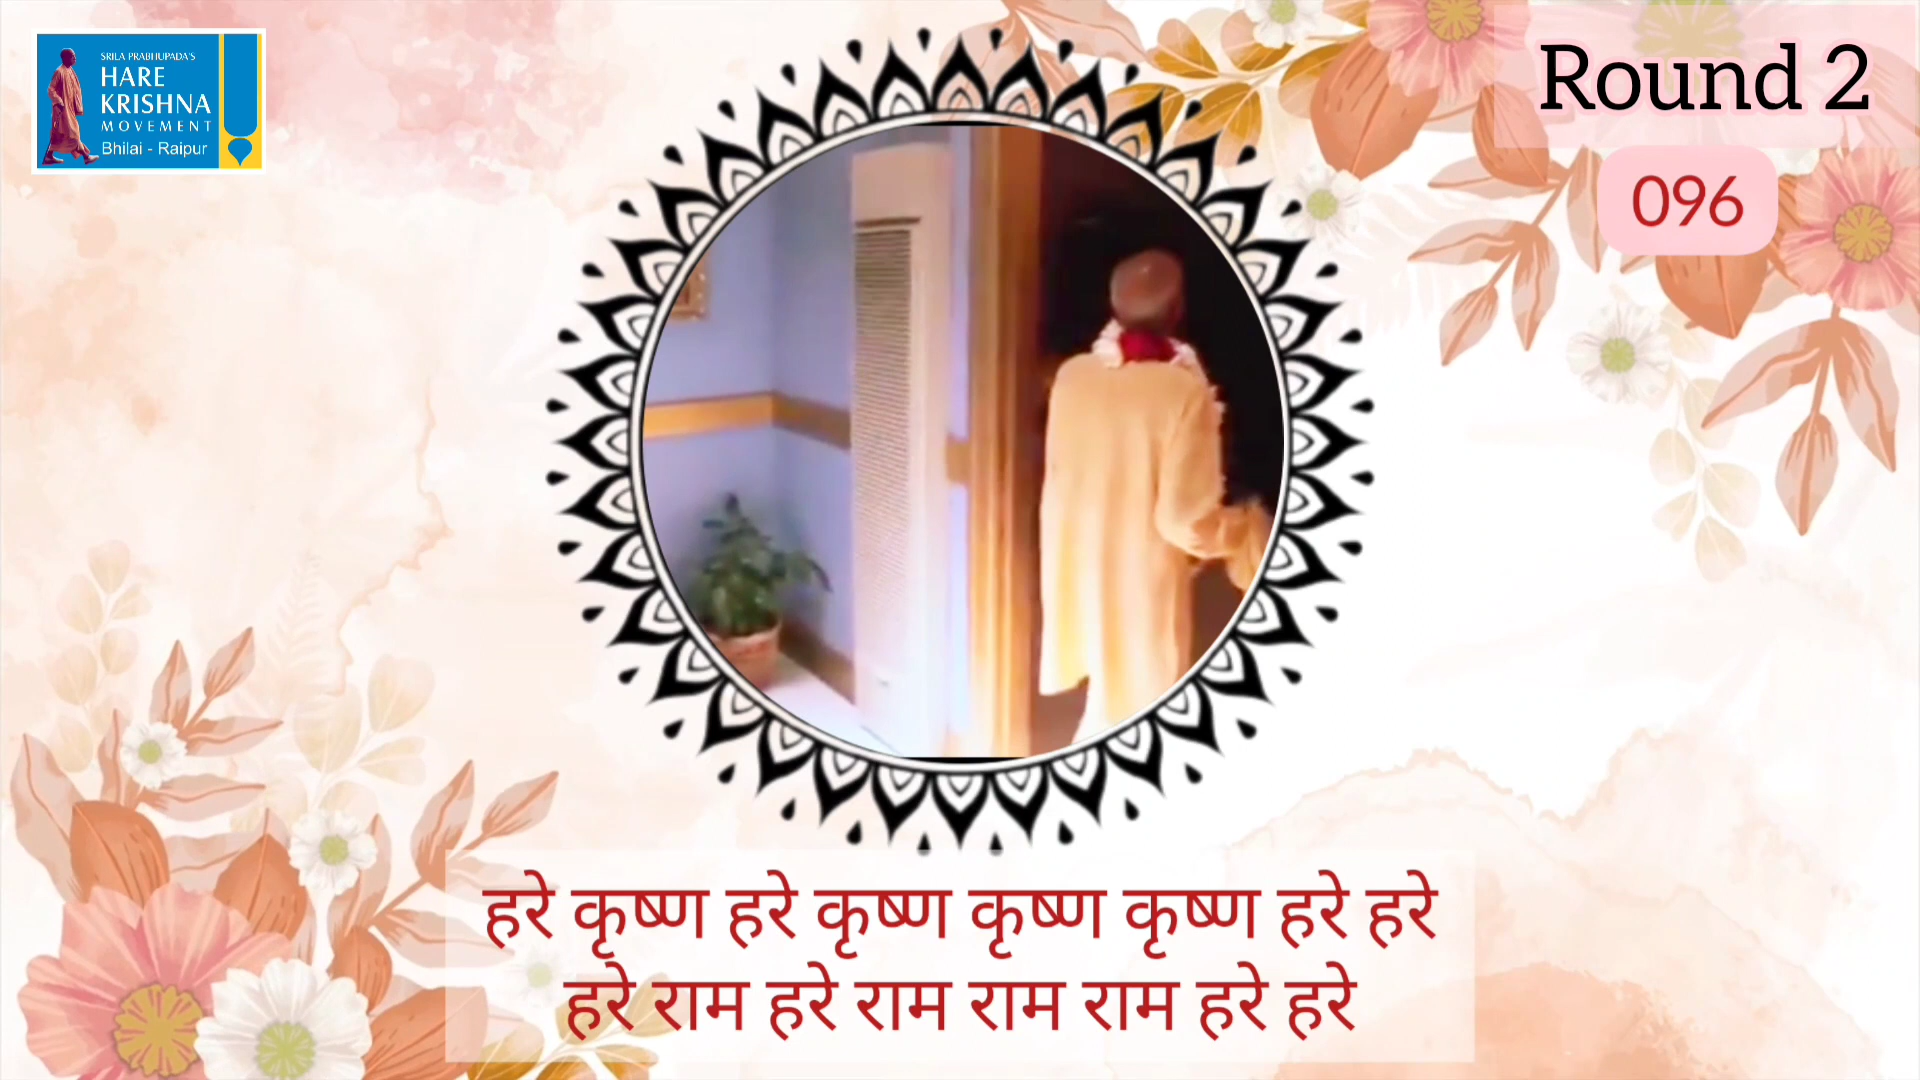 SRILA PRABHUPADA'S
HARE
KRISHNA
MOVEMENT
Bhilai - Raipur
Round 2
096
हरे कृष्ण हरे कृष्ण कृष्ण कृष्ण हरे हरे
हरे राम हरे राम राम राम हरे हरे